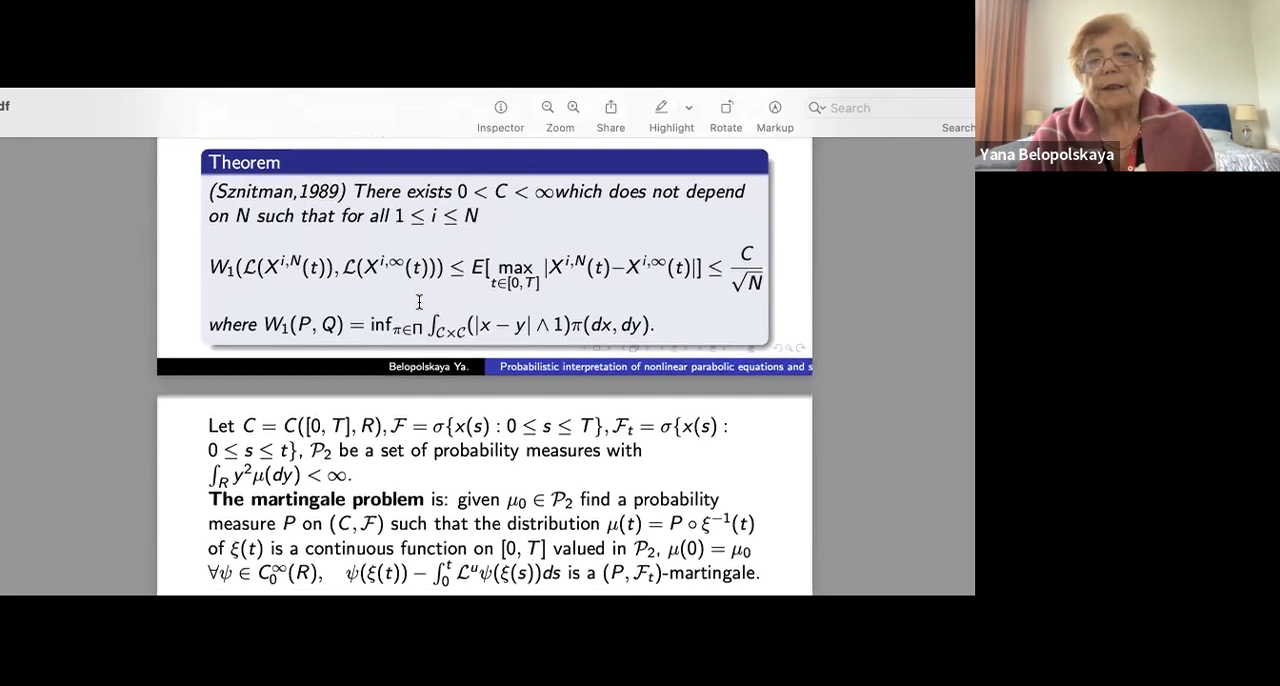 df
Inspector
Zoom
Share
Highlight
Rotate
Markup
Search
Search
Yana Belopolskaya
Theorem
(Sznitman,1989) There exists 0 < C < ∞which does not depend
on N such that for all 1 ≤ i ≤ N
W₁(ℒ(X^{i,N}(t)), ℒ(X^{i,∞}(t))) ≤ E[max_{t∈[0,T]} |X^{i,N}(t)−X^{i,∞}(t)|] ≤ C/√N
where W₁(P, Q) = inf_{π∈Π} ∫_{𝒞×𝒞}(|x − y| ∧ 1)π(dx, dy).
Belopolskaya Ya.
Probabilistic interpretation of nonlinear parabolic equations and s
Let C = C([0, T], R), ℱ = σ{x(s) : 0 ≤ s ≤ T}, ℱ_t = σ{x(s) :
0 ≤ s ≤ t}, 𝒫₂ be a set of probability measures with
∫_R y²μ(dy) < ∞.
The martingale problem is: given μ₀ ∈ 𝒫₂ find a probability
measure P on (C, ℱ) such that the distribution μ(t) = P ∘ ξ⁻¹(t)
of ξ(t) is a continuous function on [0, T] valued in 𝒫₂, μ(0) = μ₀
∀ψ ∈ C₀^∞(R), ψ(ξ(t)) − ∫₀^t ℒ^u ψ(ξ(s))ds is a (P, ℱ_t)-martingale.